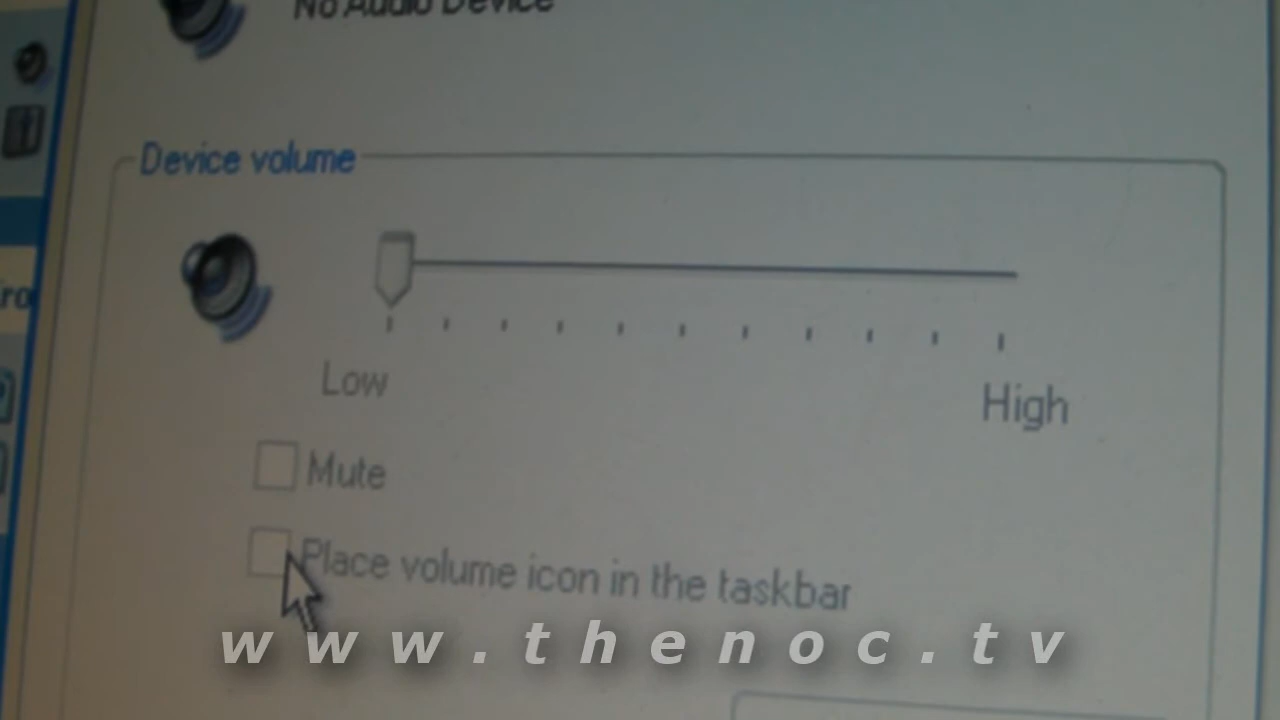 No Audio Device
Device volume
Low
High
Mute
Place volume icon in the taskbar
www.thenoc.tv